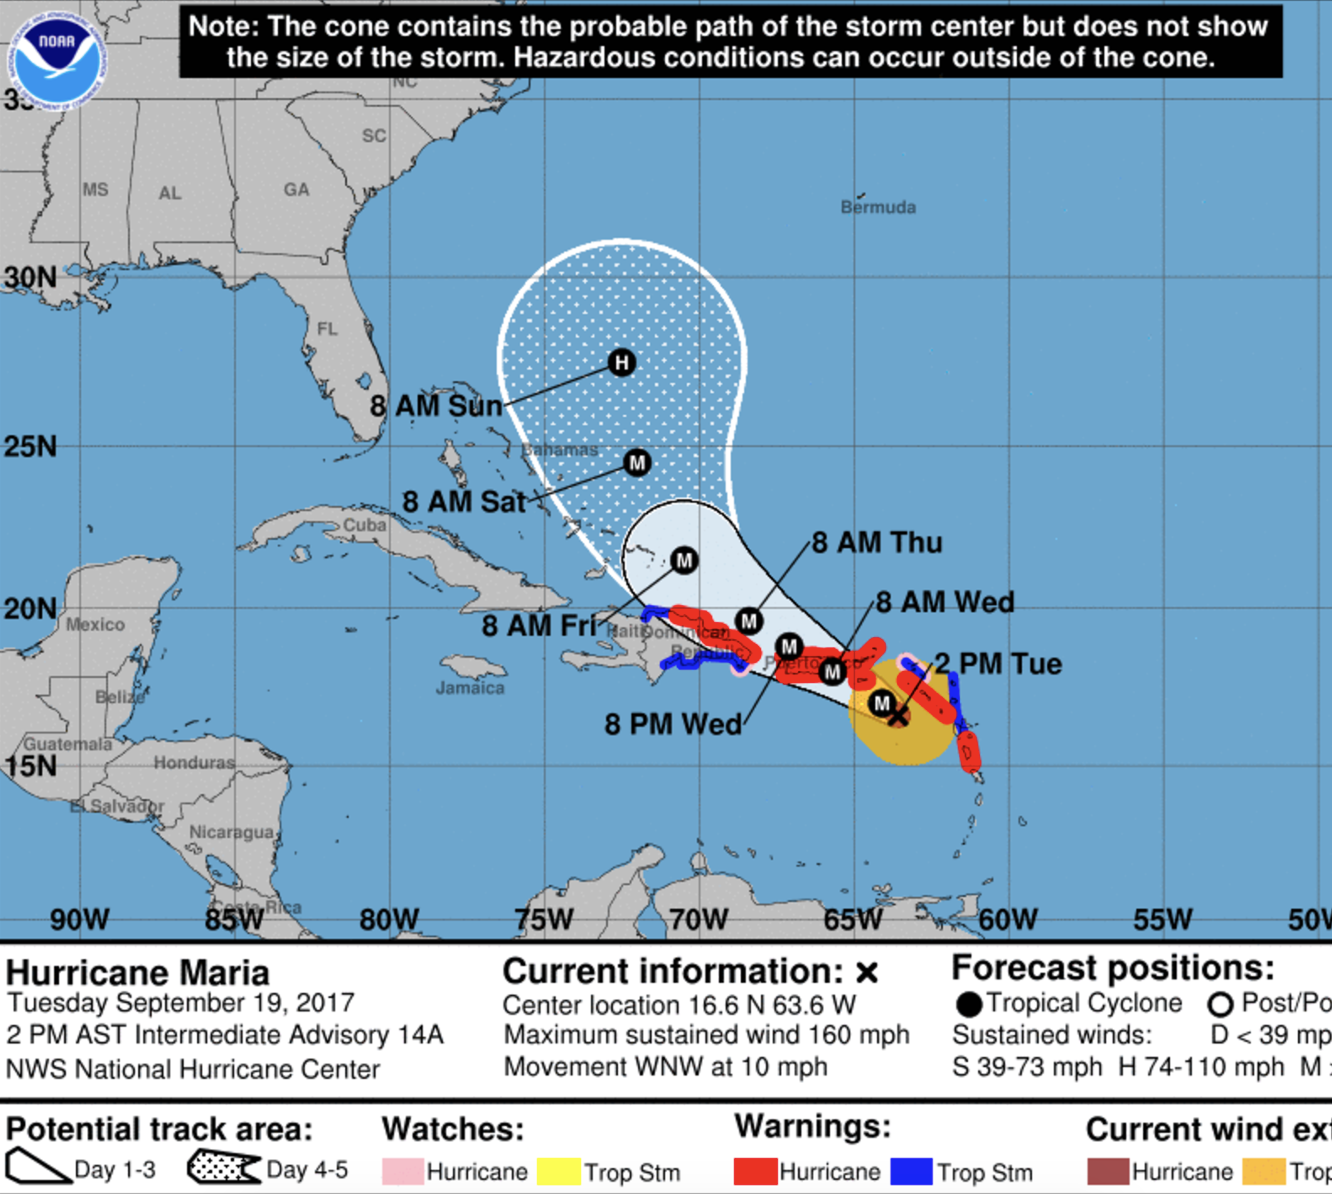 Note: The cone contains the probable path of the storm center but does not show
the size of the storm. Hazardous conditions can occur outside of the cone.
NOAA
NC
35
SC
MS
AL
GA
Bermuda
30N
FL
8 AM Sun
H
25N
Bahamas
M
8 AM Sat
Cuba
8 AM Thu
M
20N
8 AM Wed
Mexico
8 AM Fri
M
Haiti
Dominican
Republic
M
Puerto Rico
M
2 PM Tue
Jamaica
Belize
8 PM Wed
M
Guatemala
15N
Honduras
El Salvador
Nicaragua
Costa Rica
90W 85W 80W 75W 70W 65W 60W 55W 50W
Hurricane Maria
Tuesday September 19, 2017
2 PM AST Intermediate Advisory 14A
NWS National Hurricane Center
Current information: ×
Center location 16.6 N 63.6 W
Maximum sustained wind 160 mph
Movement WNW at 10 mph
Forecast positions:
Tropical Cyclone Post/Po
Sustained winds: D < 39 mp
S 39-73 mph H 74-110 mph M
Potential track area:
Day 1-3 Day 4-5
Watches:
Hurricane Trop Stm
Warnings:
Hurricane Trop Stm
Current wind ext
Hurricane Trop